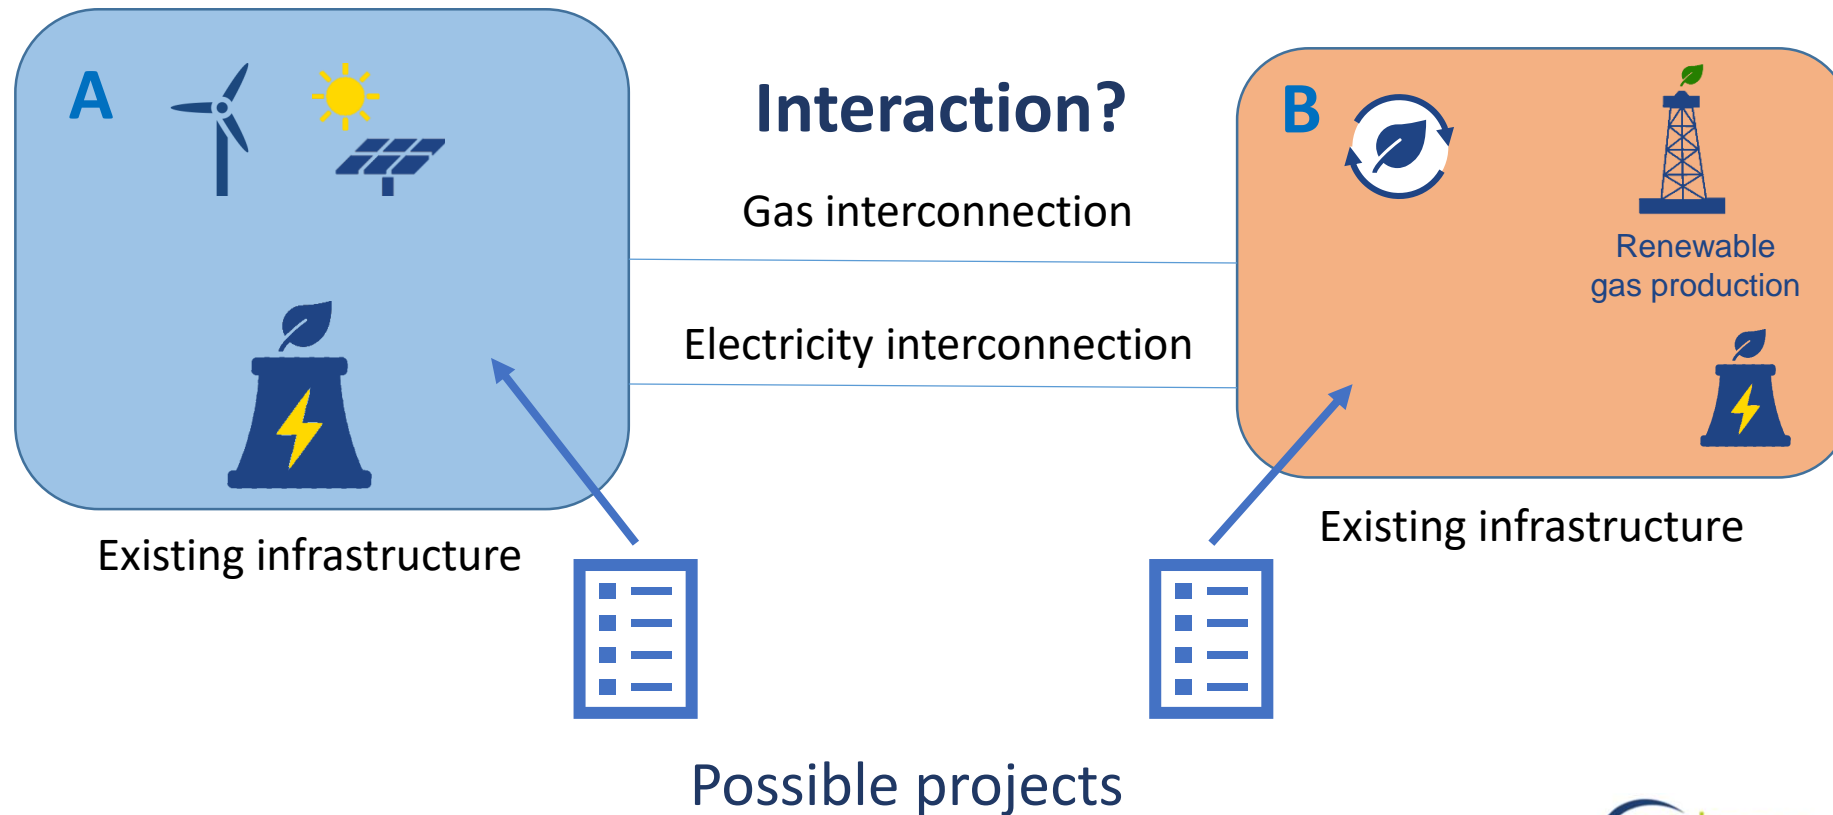 A
Interaction?
B
Gas interconnection
Renewable
gas production
Electricity interconnection
Existing infrastructure
Existing infrastructure
Possible projects